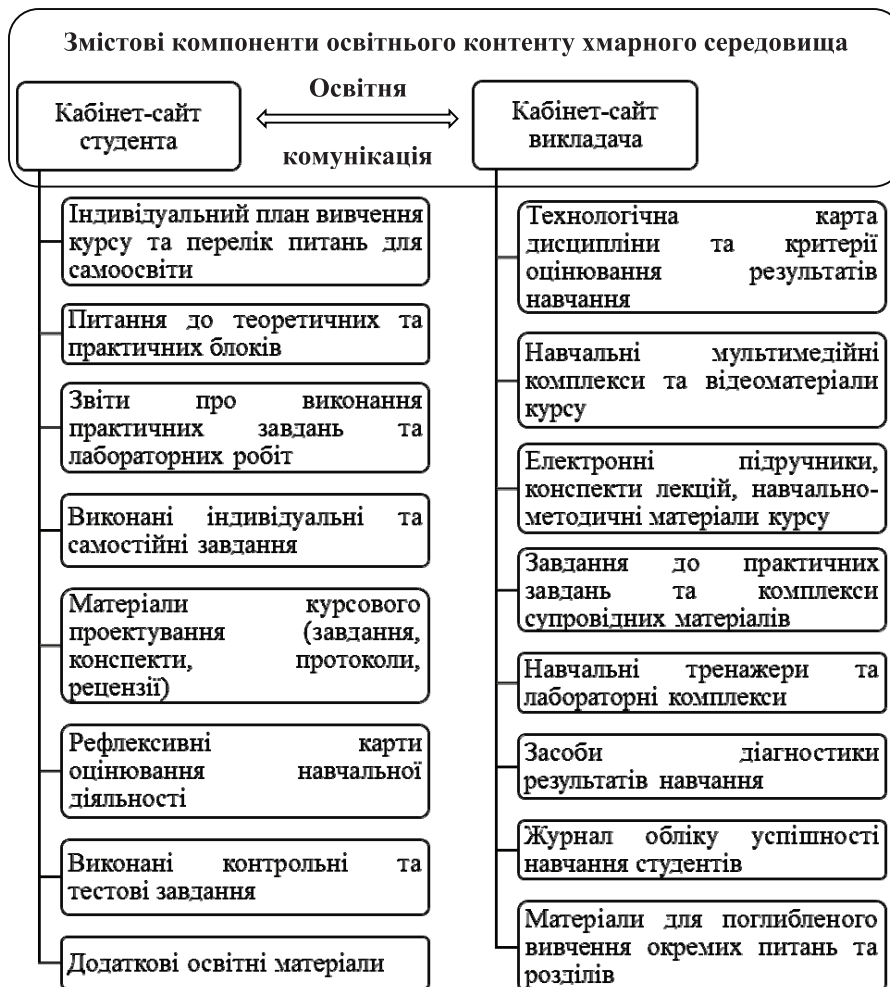 Змістові компоненти освітнього контенту хмарного середовища
Кабінет-сайт
студента
Освітня
комунікація
Кабінет-сайт
викладача
Індивідуальний план вивчення
курсу та перелік питань для
самоосвіти
Питання до теоретичних та
практичних блоків
Звіти про виконання
практичних завдань та
лабораторних робіт
Виконані індивідуальні та
самостійні завдання
Матеріали курсового
проектування (завдання,
конспекти, протоколи,
рецензії)
Рефлексивні карти
оцінювання навчальної
діяльності
Виконані контрольні та
тестові завдання
Додаткові освітні матеріали
Технологічна карта
дисципліни та критерії
оцінювання результатів
навчання
Навчальні мультимедійні
комплекси та відеоматеріали
курсу
Електронні підручники,
конспекти лекцій, навчально-
методичні матеріали курсу
Завдання до практичних
завдань та комплекси
супровідних матеріалів
Навчальні тренажери та
лабораторні комплекси
Засоби діагностики
результатів навчання
Журнал обліку успішності
навчання студентів
Матеріали для поглибленого
вивчення окремих питань та
розділів